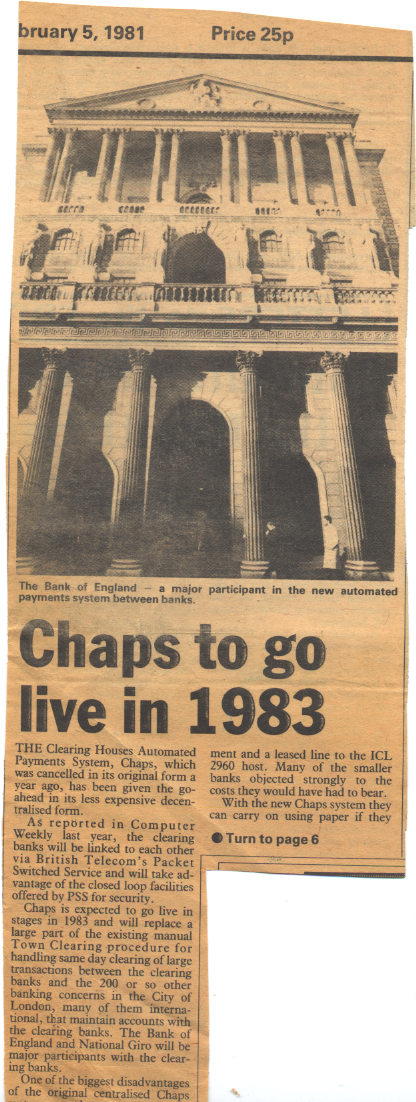 bruary 5, 1981 Price 25p
The Bank of England — a major participant in the new automated
payments system between banks.
Chaps to go
live in 1983
THE Clearing Houses Automated
Payments System, Chaps, which
was cancelled in its original form a
year ago, has been given the go-
ahead in its less expensive decen-
tralised form.
As reported in Computer
Weekly last year, the clearing
banks will be linked to each other
via British Telecom's Packet
Switched Service and will take ad-
vantage of the closed loop facilities
offered by PSS for security.
Chaps is expected to go live in
stages in 1983 and will replace a
large part of the existing manual
Town Clearing procedure for
handling same day clearing of large
transactions between the clearing
banks and the 200 or so other
banking concerns in the City of
London, many of them interna-
tional, that maintain accounts with
the clearing banks. The Bank of
England and National Giro will be
major participants with the clear-
ing banks.
One of the biggest disadvantages
of the original centralised Chaps
ment and a leased line to the ICL
2960 host. Many of the smaller
banks objected strongly to the
costs they would have had to bear.
With the new Chaps system they
can carry on using paper if they
Turn to page 6